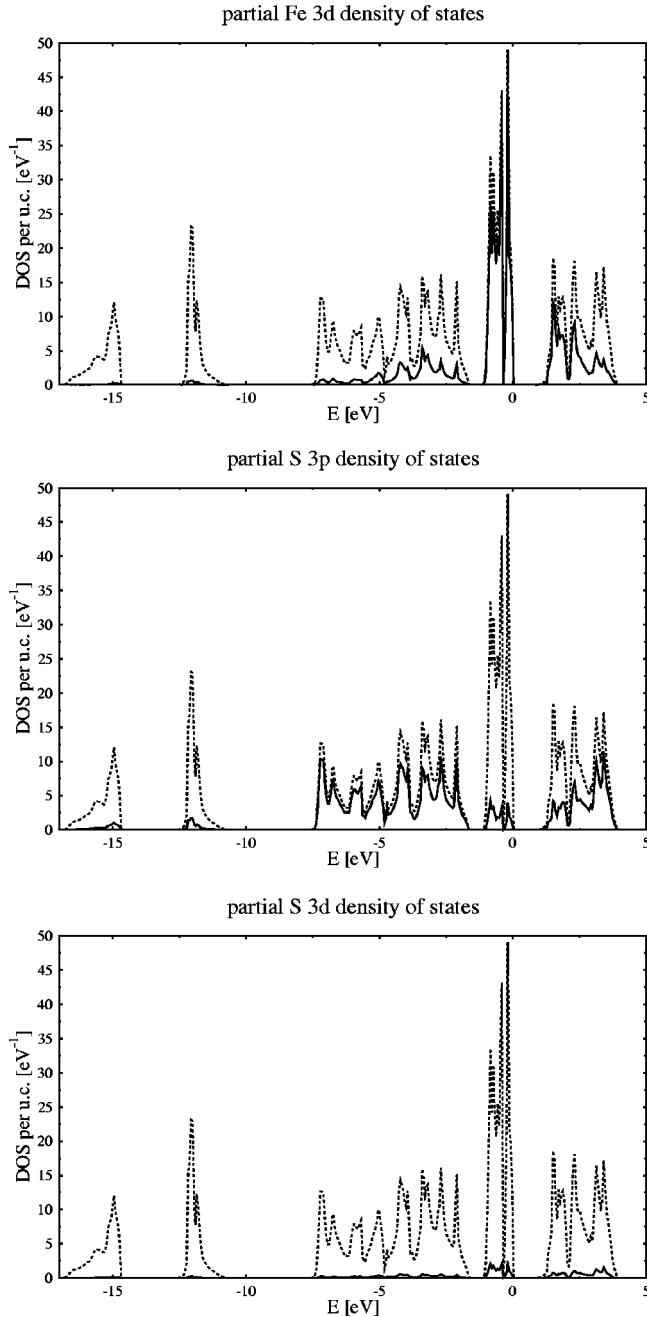 partial Fe 3d density of states
DOS per u.c. [eV⁻¹]
50
45
40
35
30
25
20
15
10
5
0
-15 -10 -5 0 5
E [eV]
partial S 3p density of states
DOS per u.c. [eV⁻¹]
50
45
40
35
30
25
20
15
10
5
0
-15 -10 -5 0 5
E [eV]
partial S 3d density of states
DOS per u.c. [eV⁻¹]
50
45
40
35
30
25
20
15
10
5
0
-15 -10 -5 0 5
E [eV]